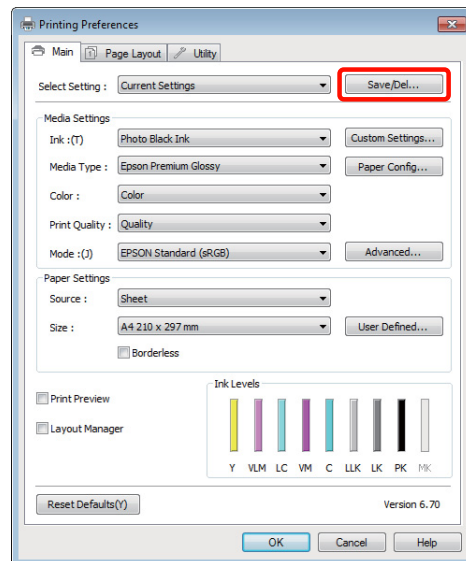 Printing Preferences
Main Page Layout Utility
Select Setting : Current Settings Save/Del...
Media Settings
Ink :(T) Photo Black Ink Custom Settings...
Media Type : Epson Premium Glossy Paper Config...
Color : Color
Print Quality : Quality
Mode :(J) EPSON Standard (sRGB) Advanced...
Paper Settings
Source : Sheet
Size : A4 210 x 297 mm User Defined...
Borderless
Print Preview
Layout Manager
Ink Levels
Y VLM LC VM C LLK LK PK MK
Reset Defaults(Y) Version 6.70
OK Cancel Help